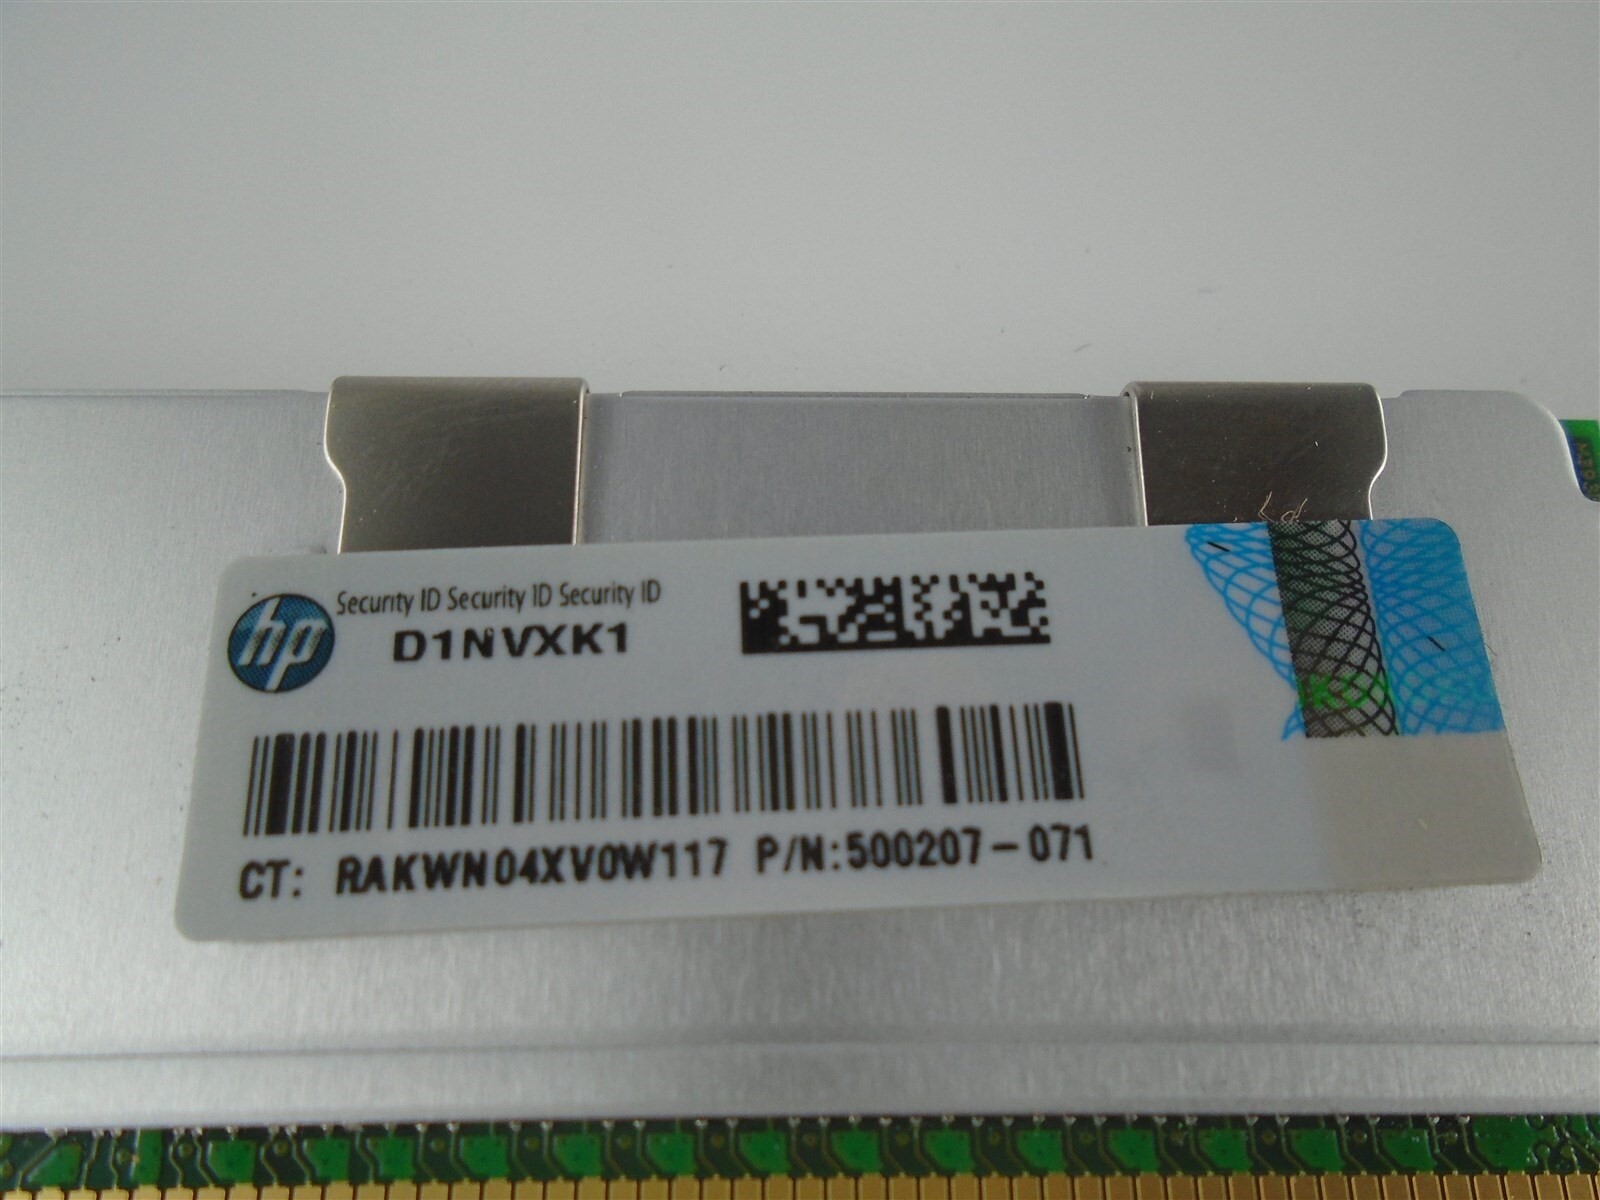 hp
Security ID Security ID Security ID
D1NVXK1
CT: RAKWN04XV0W117 P/N:500207-071